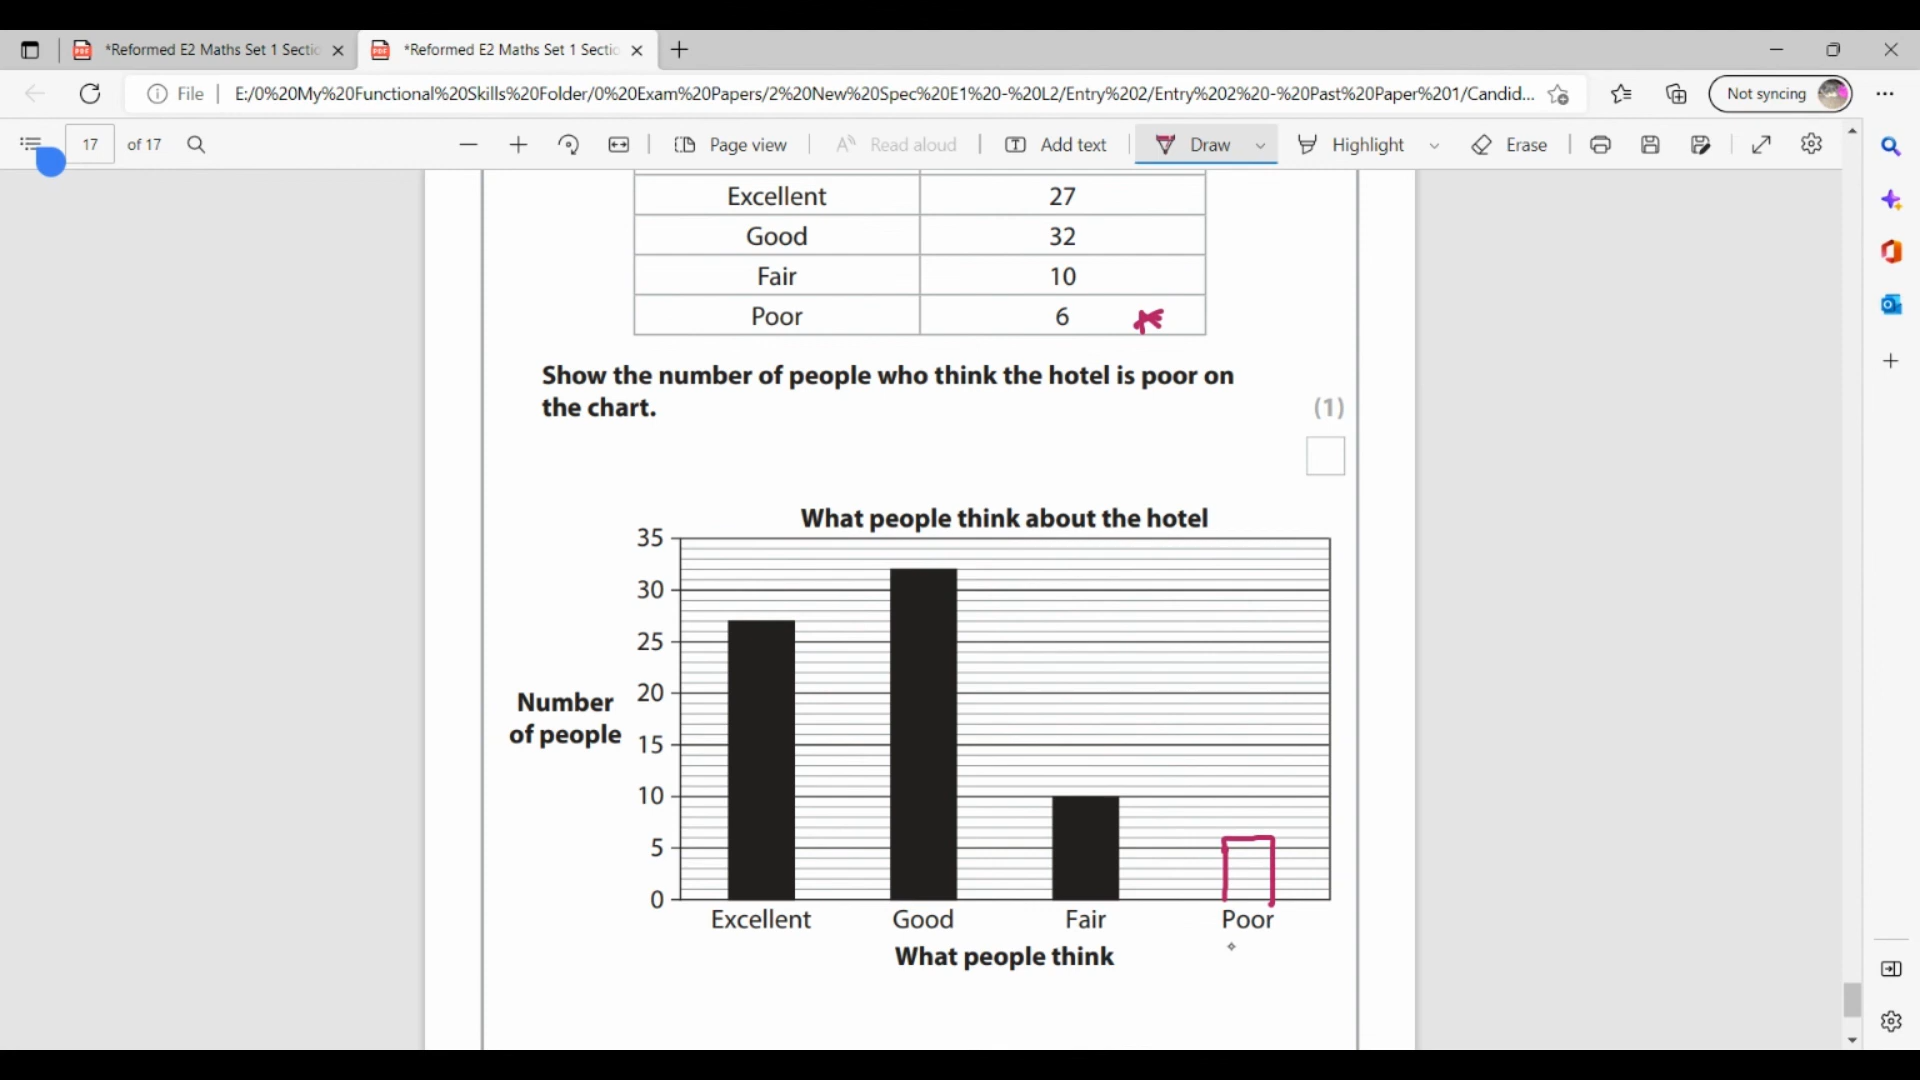 *Reformed E2 Maths Set 1 Sectio
*Reformed E2 Maths Set 1 Sectio
File
E:/0%20My%20Functional%20Skills%20Folder/0%20Exam%20Papers/2%20New%20Spec%20E1%20-%20L2/Entry%202/Entry%202%20-%20Past%20Paper%201/Candid...
Not syncing
17 of 17
Page view
Read aloud
Add text
Draw
Highlight
Erase
Excellent 27
Good 32
Fair 10
Poor 6
Show the number of people who think the hotel is poor on
the chart.
(1)
What people think about the hotel
35
30
25
20
15
10
5
0
Number
of people
Excellent Good Fair Poor
What people think